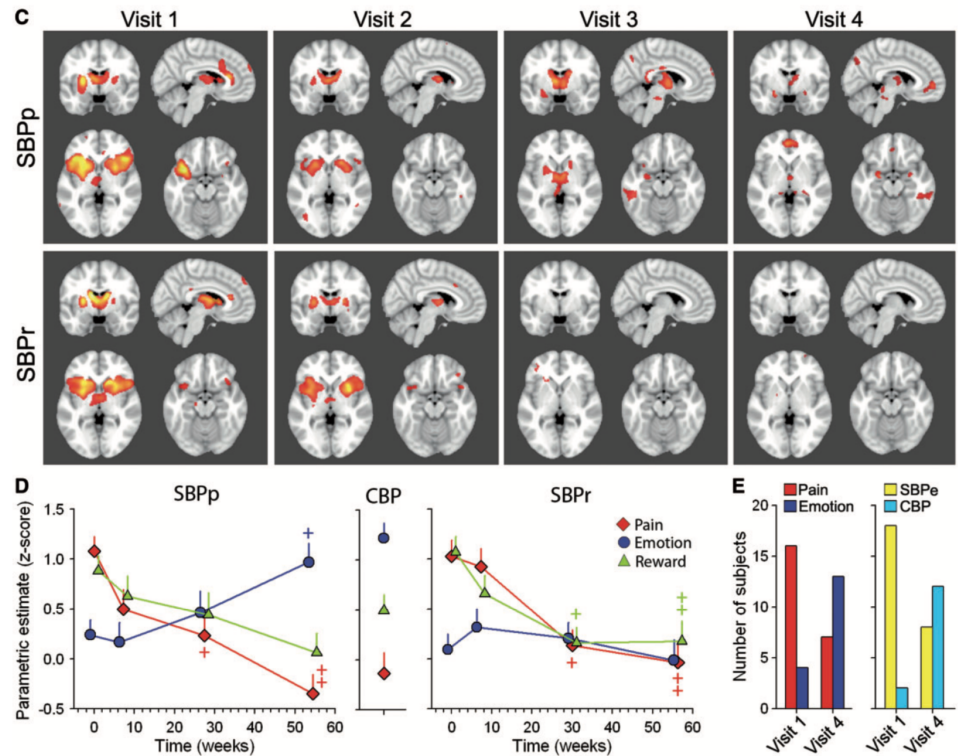 C
Visit 1 Visit 2 Visit 3 Visit 4
SBPp
SBPr
D
SBPp CBP SBPr
Parametric estimate (z-score)
1.5
1.0
0.5
0.0
-0.5
Pain
Emotion
Reward
+
+
+
+
+
+
+
+
+
+
0 10 20 30 40 50 60
Time (weeks)
0 10 20 30 40 50 60
Time (weeks)
E
Pain SBPe
Emotion CBP
Number of subjects
20
15
10
5
0
Visit 1 Visit 4 Visit 1 Visit 4